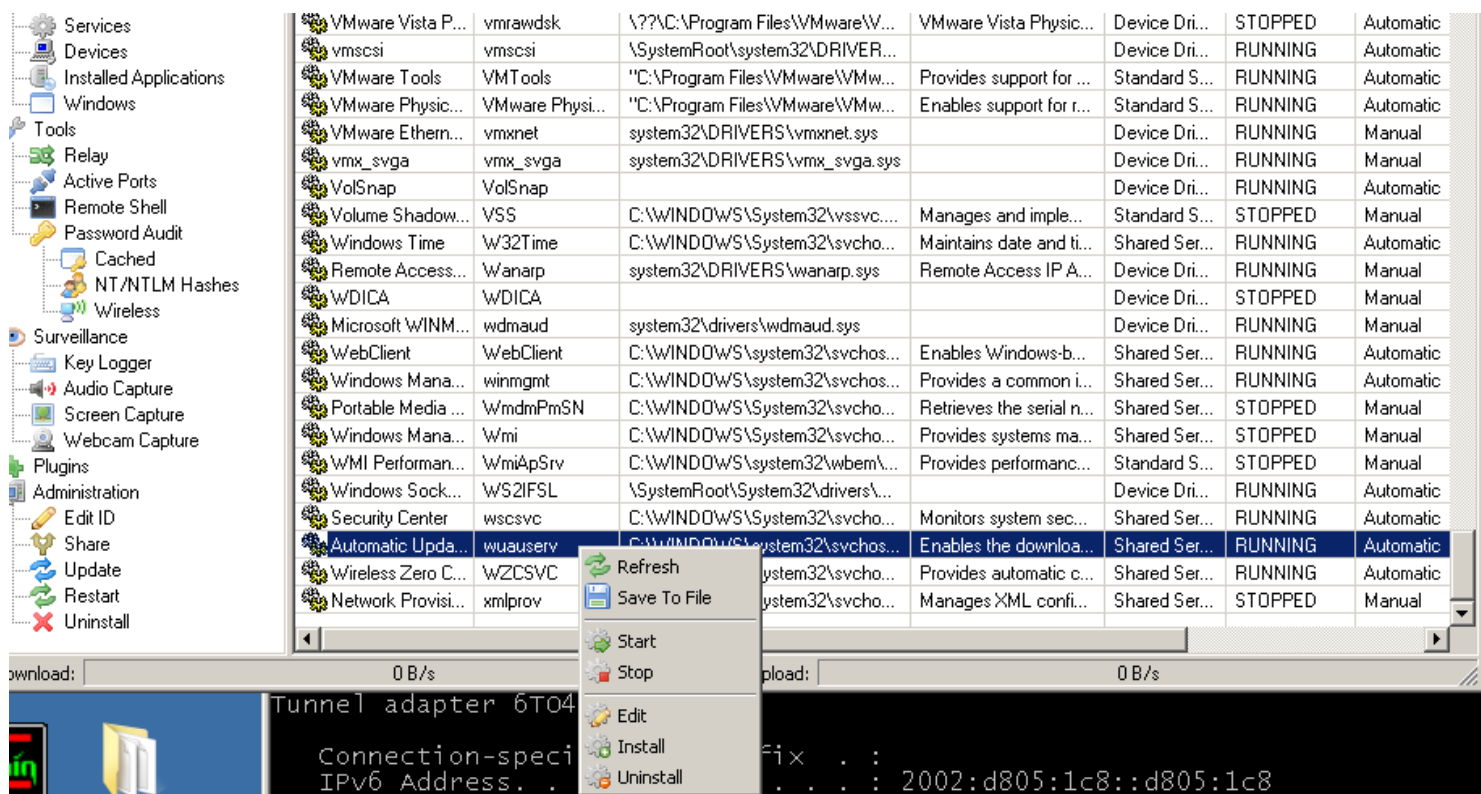 Services
Devices
Installed Applications
Windows
Tools
Relay
Active Ports
Remote Shell
Password Audit
Cached
NT/NTLM Hashes
Wireless
Surveillance
Key Logger
Audio Capture
Screen Capture
Webcam Capture
Plugins
Administration
Edit ID
Share
Update
Restart
Uninstall
VMware Vista P... vmrawdsk \??\C:\Program Files\VMware\V... VMware Vista Physic... Device Dri... STOPPED Automatic
vmscsi vmscsi \SystemRoot\system32\DRIVER... Device Dri... RUNNING Automatic
VMware Tools VMTools "C:\Program Files\VMware\VMw... Provides support for ... Standard S... RUNNING Automatic
VMware Physic... VMware Physi... "C:\Program Files\VMware\VMw... Enables support for r... Standard S... RUNNING Automatic
VMware Ethern... vmxnet system32\DRIVERS\vmxnet.sys Device Dri... RUNNING Manual
vmx_svga vmx_svga system32\DRIVERS\vmx_svga.sys Device Dri... RUNNING Manual
VolSnap VolSnap Device Dri... RUNNING Automatic
Volume Shadow... VSS C:\WINDOWS\System32\vssvc.... Manages and imple... Standard S... STOPPED Manual
Windows Time W32Time C:\WINDOWS\System32\svcho... Maintains date and ti... Shared Ser... RUNNING Automatic
Remote Access... Wanarp system32\DRIVERS\wanarp.sys Remote Access IP A... Device Dri... RUNNING Manual
WDICA WDICA Device Dri... STOPPED Manual
Microsoft WINM... wdmaud system32\drivers\wdmaud.sys Device Dri... RUNNING Manual
WebClient WebClient C:\WINDOWS\system32\svchos... Enables Windows-b... Shared Ser... RUNNING Automatic
Windows Mana... winmgmt C:\WINDOWS\system32\svchos... Provides a common i... Shared Ser... RUNNING Automatic
Portable Media ... WmdmPmSN C:\WINDOWS\System32\svcho... Retrieves the serial n... Shared Ser... STOPPED Manual
Windows Mana... Wmi C:\WINDOWS\System32\svcho... Provides systems ma... Shared Ser... STOPPED Manual
WMI Performan... WmiApSrv C:\WINDOWS\system32\wbem\... Provides performanc... Standard S... STOPPED Manual
Windows Sock... WS2IFSL \SystemRoot\System32\drivers\... Device Dri... RUNNING Automatic
Security Center wscsvc C:\WINDOWS\System32\svcho... Monitors system sec... Shared Ser... RUNNING Automatic
Automatic Upda... wuauserv C:\WINDOWS\system32\svchos... Enables the downloa... Shared Ser... RUNNING Automatic
Wireless Zero C... WZCSVC ystem32\svcho... Provides automatic c... Shared Ser... RUNNING Automatic
Network Provisi... xmlprov ystem32\svcho... Manages XML confi... Shared Ser... STOPPED Manual
Refresh
Save To File
Start
Stop
Edit
Install
Uninstall
ownload: 0 B/s pload: 0 B/s
Tunnel adapter 6TO4
Connection-speci fix . :
IPv6 Address. . . . . : 2002:d805:1c8::d805:1c8